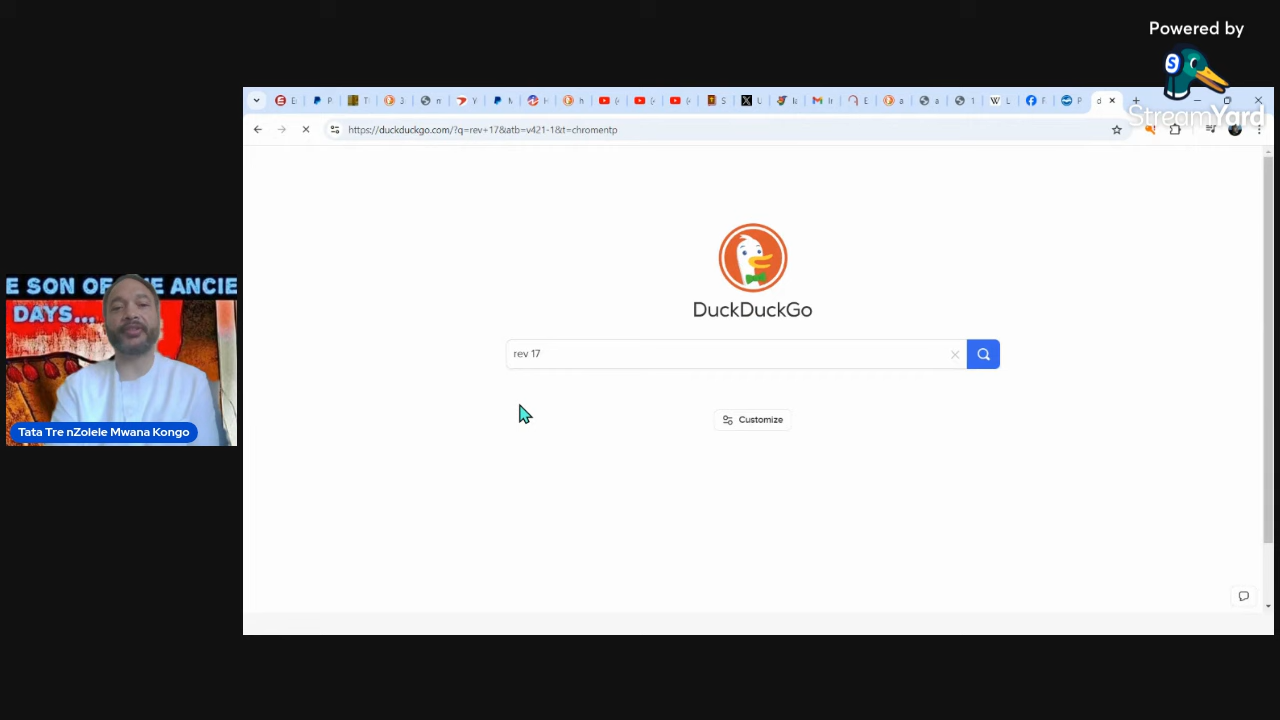 Powered by
S
StreamYard
https://duckduckgo.com/?q=rev+17&atb=v421-1&t=chromentp
DuckDuckGo
rev 17
Customize
E SON OF THE ANCIE
DAYS...
Tata Tre nZolele Mwana Kongo